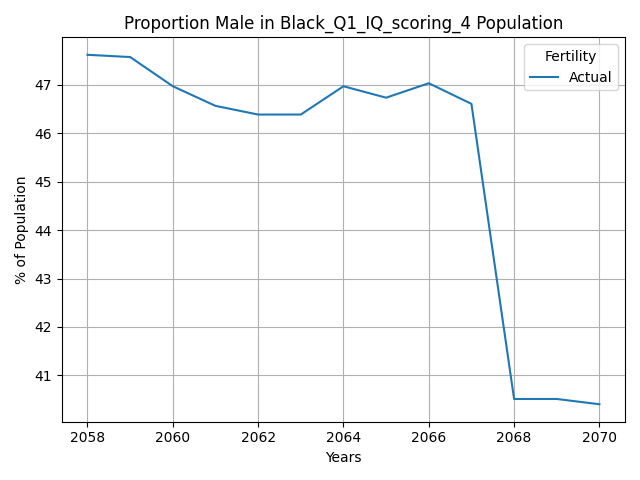 Proportion Male in Black_Q1_IQ_scoring_4 Population
Fertility
Actual
% of Population
47
46
45
44
43
42
41
2058 2060 2062 2064 2066 2068 2070
Years